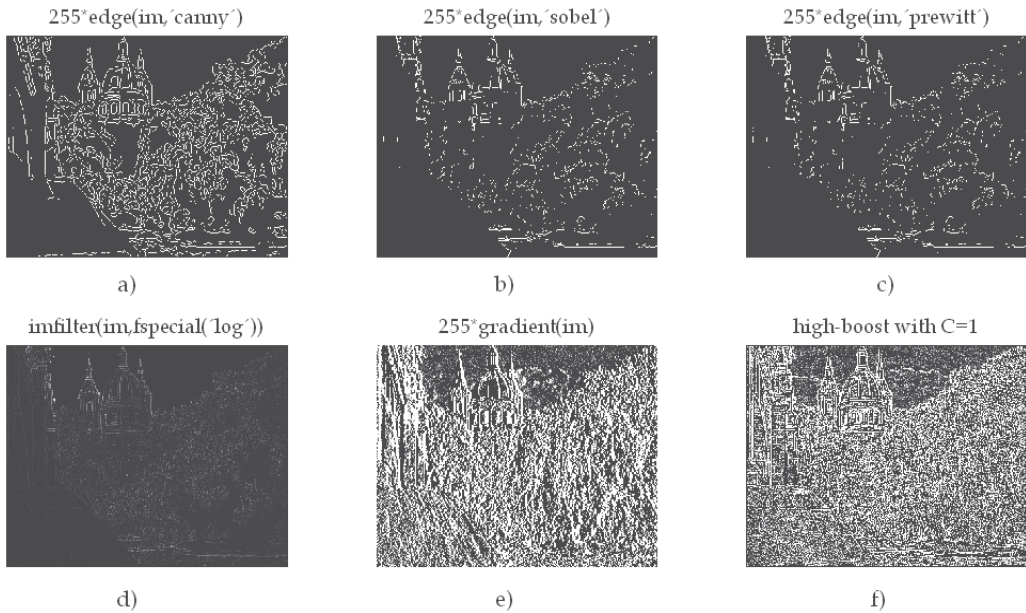 255*edge(im,´canny´)
255*edge(im,´sobel´)
255*edge(im,´prewitt´)
a)
b)
c)
imfilter(im,fspecial(´log´))
255*gradient(im)
high-boost with C=1
d)
e)
f)